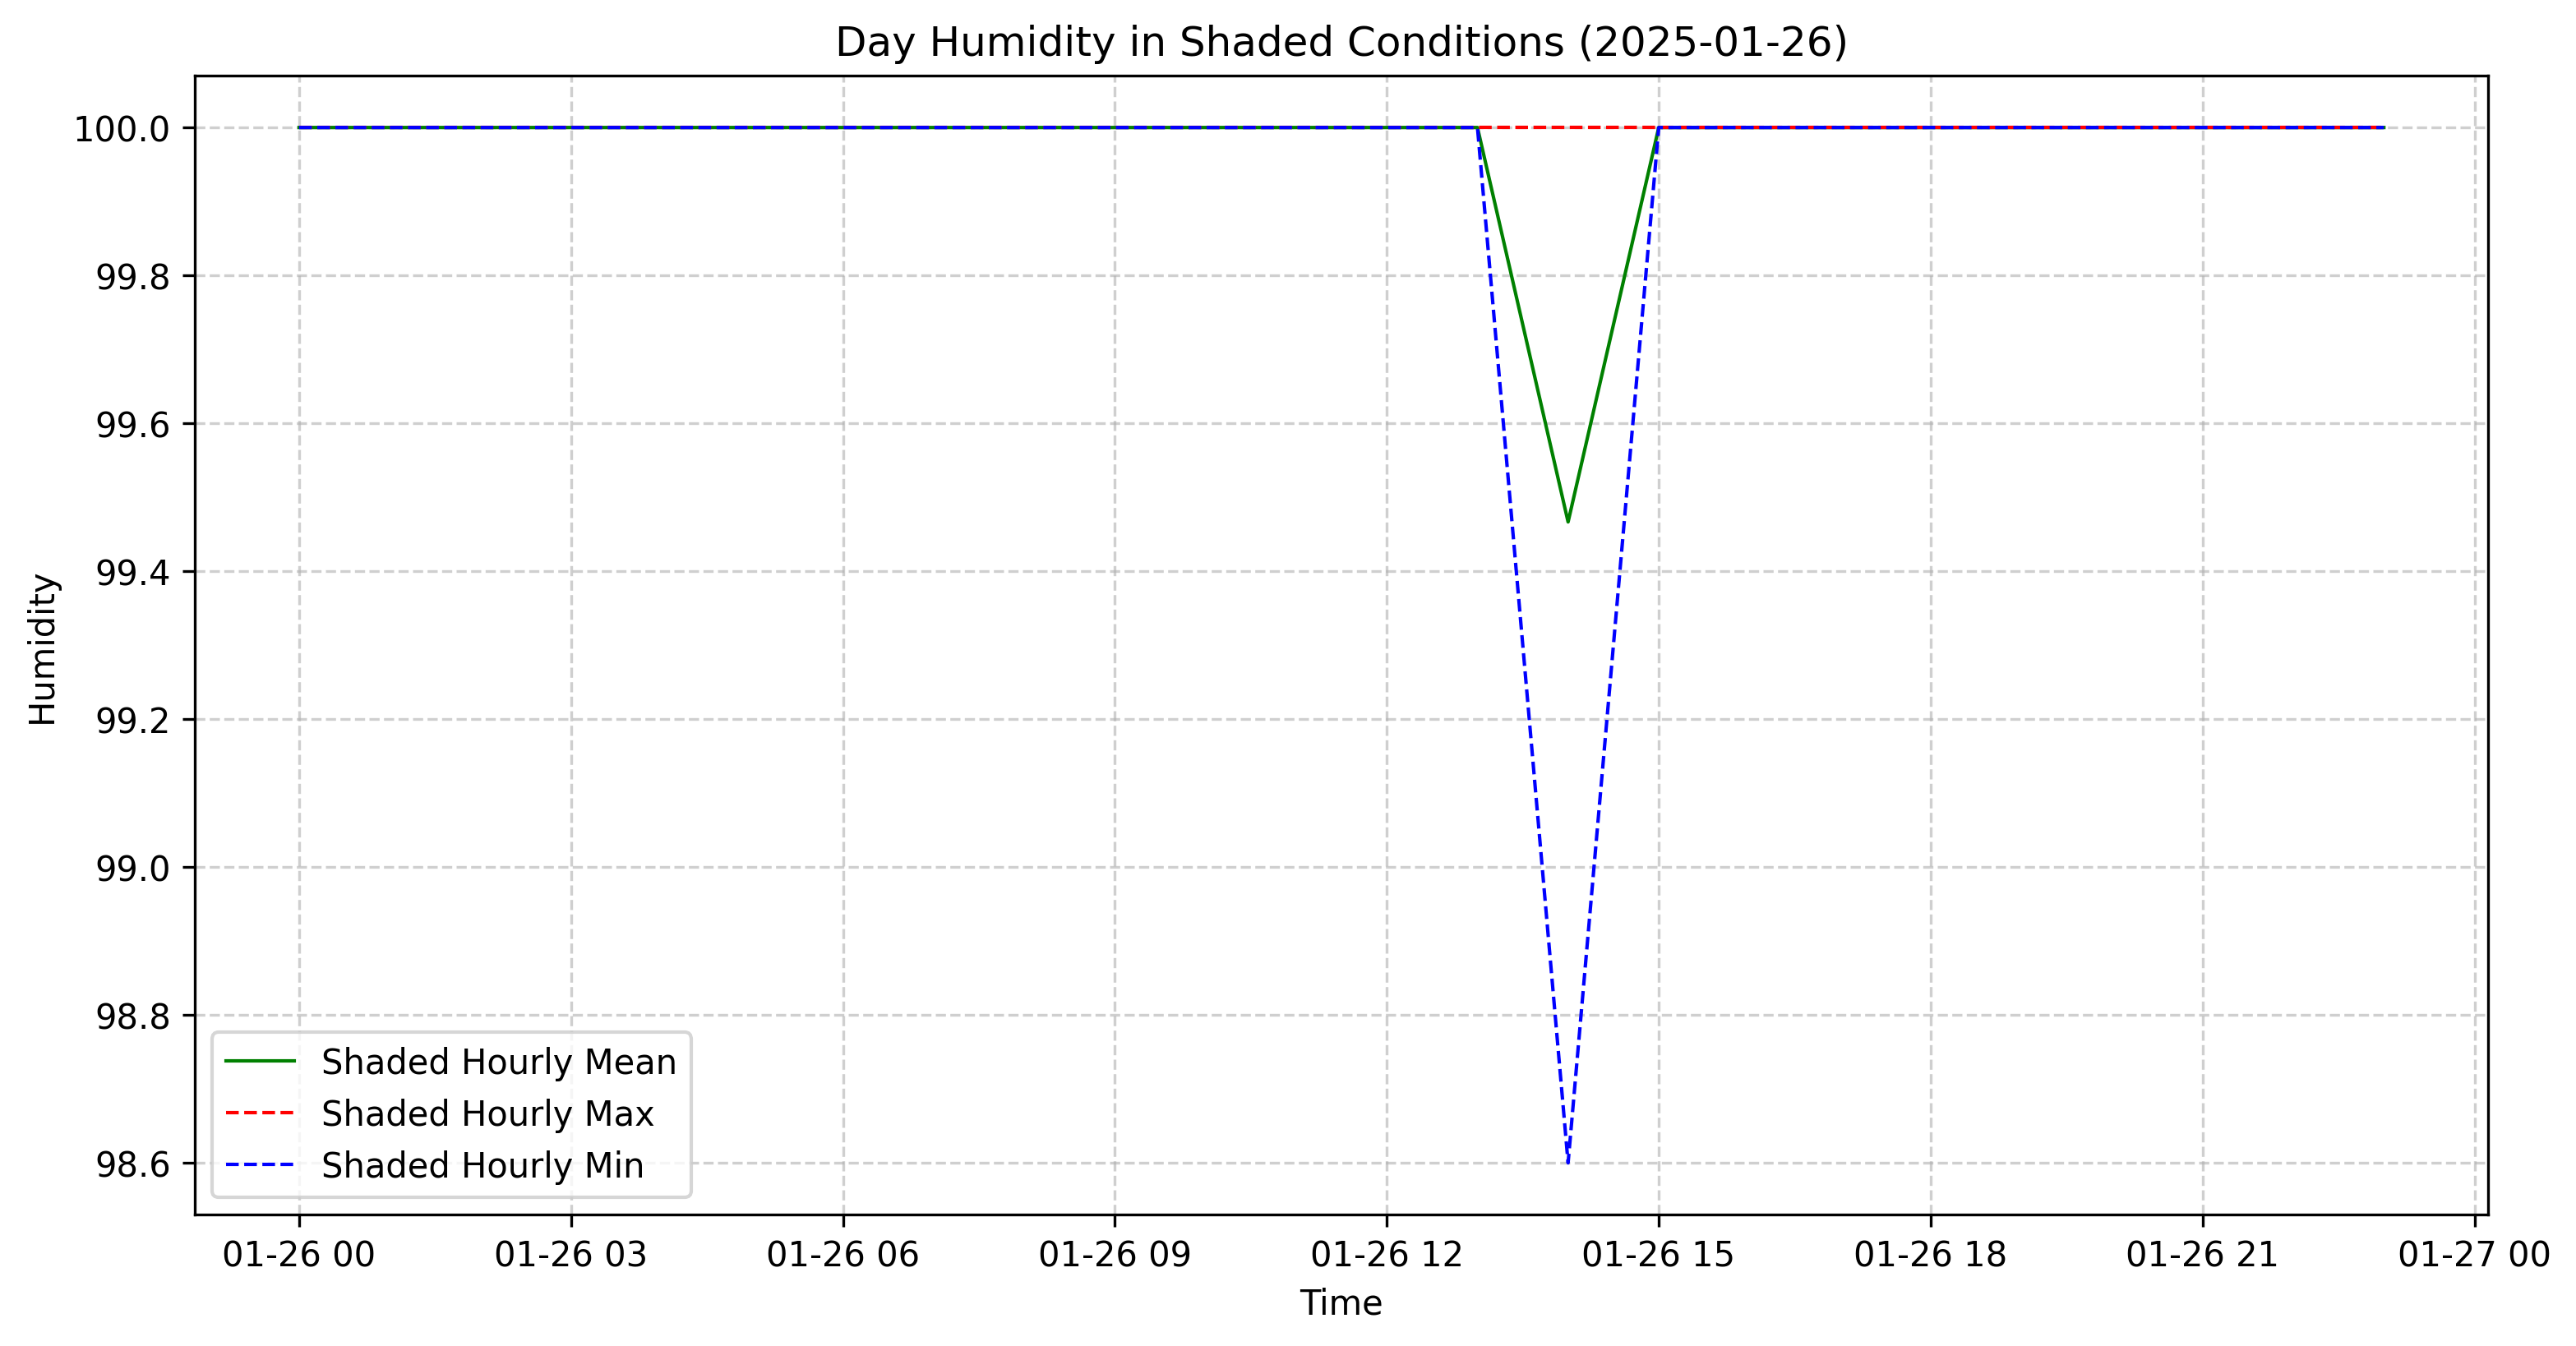 Day Humidity in Shaded Conditions (2025-01-26)
100.0
99.8
99.6
99.4
99.2
99.0
98.8
98.6
Humidity
Shaded Hourly Mean
Shaded Hourly Max
Shaded Hourly Min
01-26 00 01-26 03 01-26 06 01-26 09 01-26 12 01-26 15 01-26 18 01-26 21 01-27 00
Time